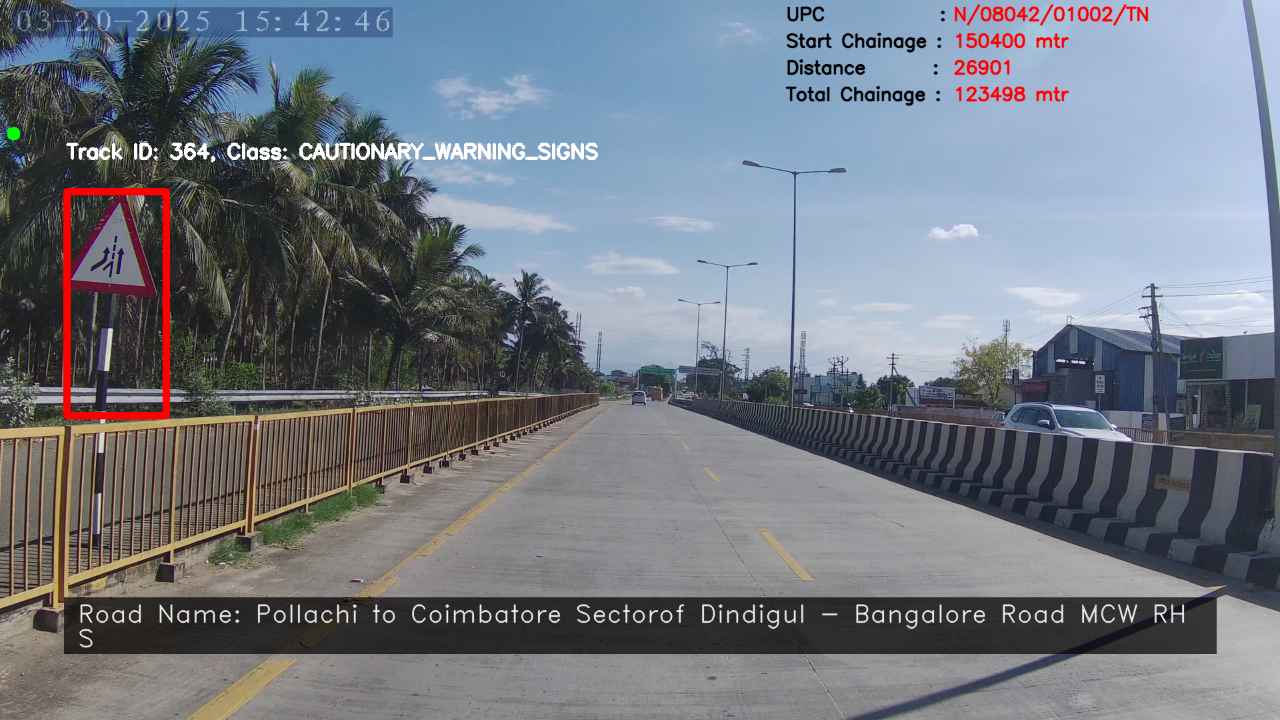 03-20-2025 15:42:46
UPC : N/08042/01002/TN
Start Chainage : 150400 mtr
Distance : 26901
Total Chainage : 123498 mtr
Track ID: 364, Class: CAUTIONARY_WARNING_SIGNS
Road Name: Pollachi to Coimbatore Sectorof Dindigul - Bangalore Road MCW RH
S